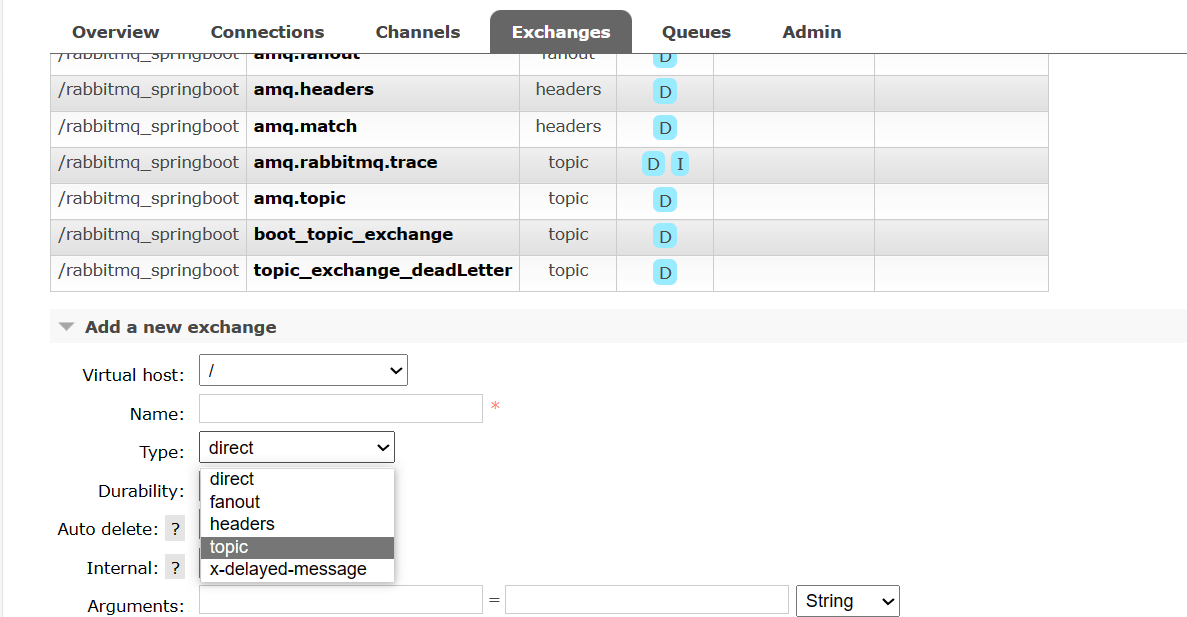 Overview Connections Channels Exchanges Queues Admin
/rabbitmq_springboot amq.fanout fanout D
/rabbitmq_springboot amq.headers headers D
/rabbitmq_springboot amq.match headers D
/rabbitmq_springboot amq.rabbitmq.trace topic D I
/rabbitmq_springboot amq.topic topic D
/rabbitmq_springboot boot_topic_exchange topic D
/rabbitmq_springboot topic_exchange_deadLetter topic D
Add a new exchange
Virtual host: /
Name: *
Type: direct
direct
Durability:
fanout
headers
Auto delete: ?
topic
Internal: ?
x-delayed-message
Arguments: = String